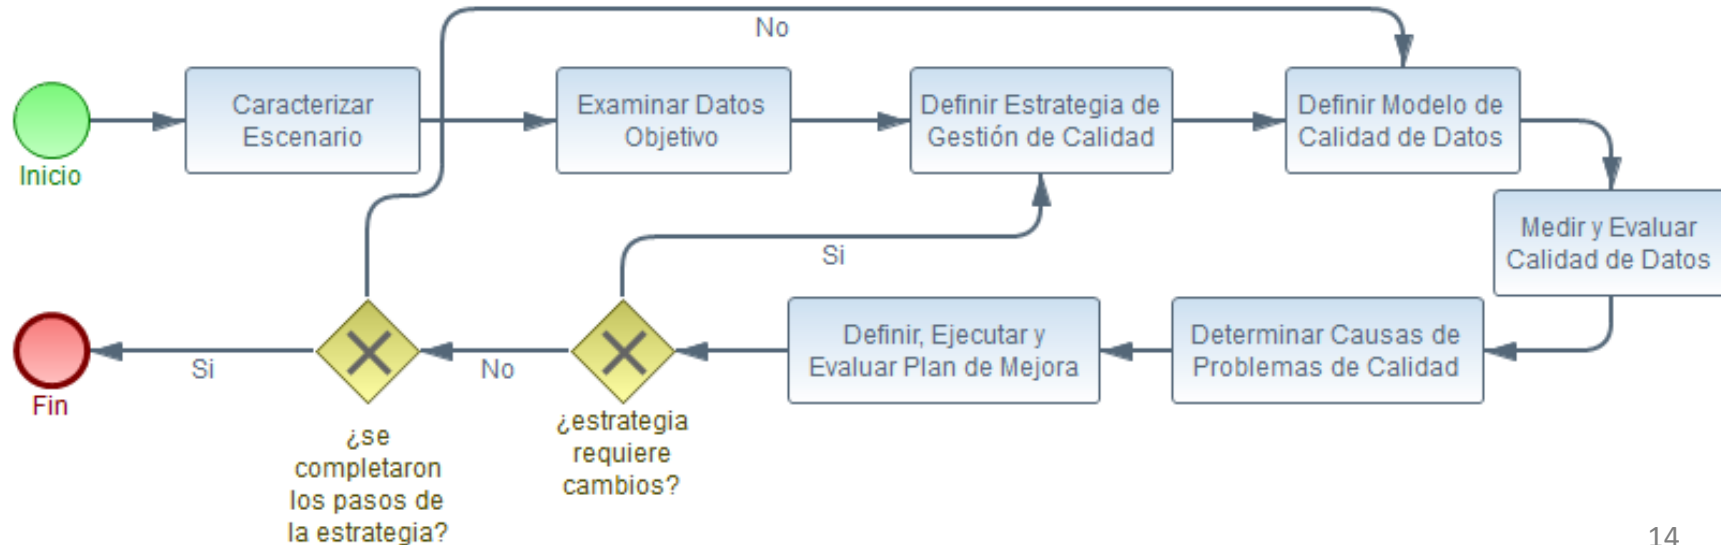 No
Inicio
Caracterizar
Escenario
Examinar Datos
Objetivo
Definir Estrategia de
Gestión de Calidad
Definir Modelo de
Calidad de Datos
Medir y Evaluar
Calidad de Datos
Si
Determinar Causas de
Problemas de Calidad
Definir, Ejecutar y
Evaluar Plan de Mejora
¿estrategia
requiere
cambios?
No
¿se
completaron
los pasos de
la estrategia?
Si
Fin
14